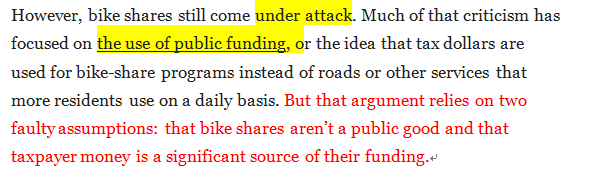 However, bike shares still come under attack. Much of that criticism has
focused on the use of public funding, or the idea that tax dollars are
used for bike-share programs instead of roads or other services that
more residents use on a daily basis. But that argument relies on two
faulty assumptions: that bike shares aren't a public good and that
taxpayer money is a significant source of their funding.↵